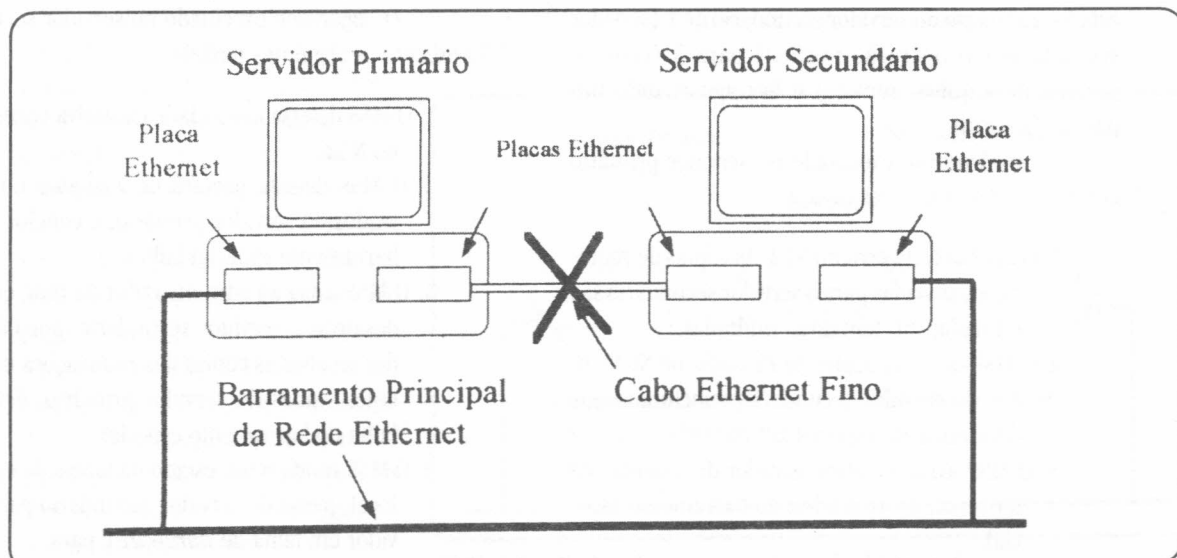 Servidor Primário
Servidor Secundário
Placa
Ethernet
Placas Ethernet
Placa
Ethernet
Barramento Principal
da Rede Ethernet
Cabo Ethernet Fino